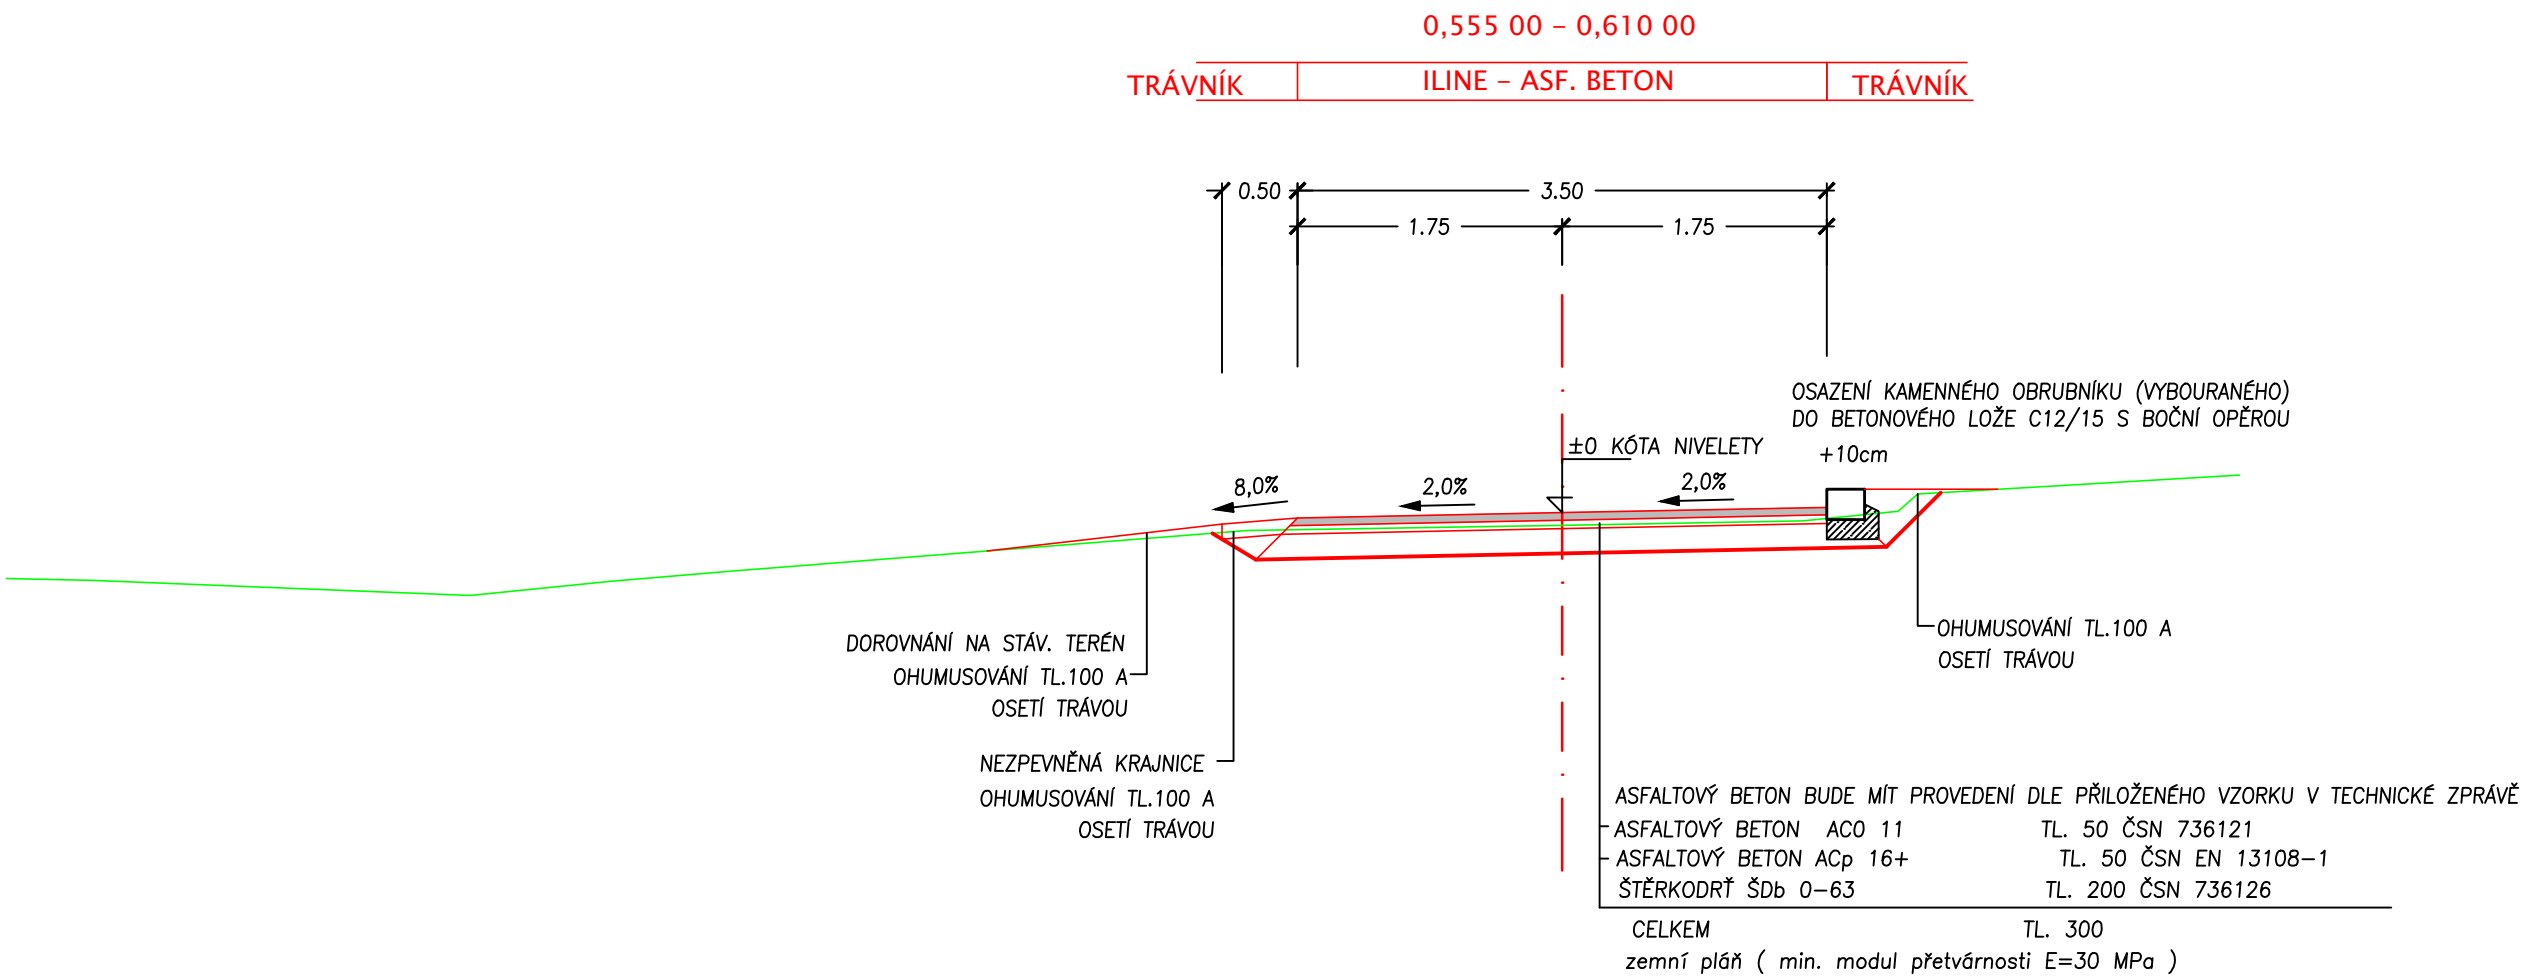 0,555 00 – 0,610 00
TRÁVNÍK
ILINE – ASF. BETON
TRÁVNÍK
0.50
3.50
1.75
1.75
OSAZENÍ KAMENNÉHO OBRUBNÍKU (VYBOURANÉHO)
DO BETONOVÉHO LOŽE C12/15 S BOČNÍ OPĚROU
±0 KÓTA NIVELETY
+10cm
8,0%
2,0%
2,0%
DOROVNÁNÍ NA STÁV. TERÉN
OHUMUSOVÁNÍ TL.100 A
OSETÍ TRÁVOU
OHUMUSOVÁNÍ TL.100 A
OSETÍ TRÁVOU
NEZPEVNĚNÁ KRAJNICE
OHUMUSOVÁNÍ TL.100 A
OSETÍ TRÁVOU
ASFALTOVÝ BETON BUDE MÍT PROVEDENÍ DLE PŘILOŽENÉHO VZORKU V TECHNICKÉ ZPRÁVĚ
ASFALTOVÝ BETON ACO 11 TL. 50 ČSN 736121
ASFALTOVÝ BETON ACp 16+ TL. 50 ČSN EN 13108–1
ŠTĚRKODRŤ ŠDb 0–63 TL. 200 ČSN 736126
CELKEM TL. 300
zemní pláň ( min. modul přetvárnosti E=30 MPa )